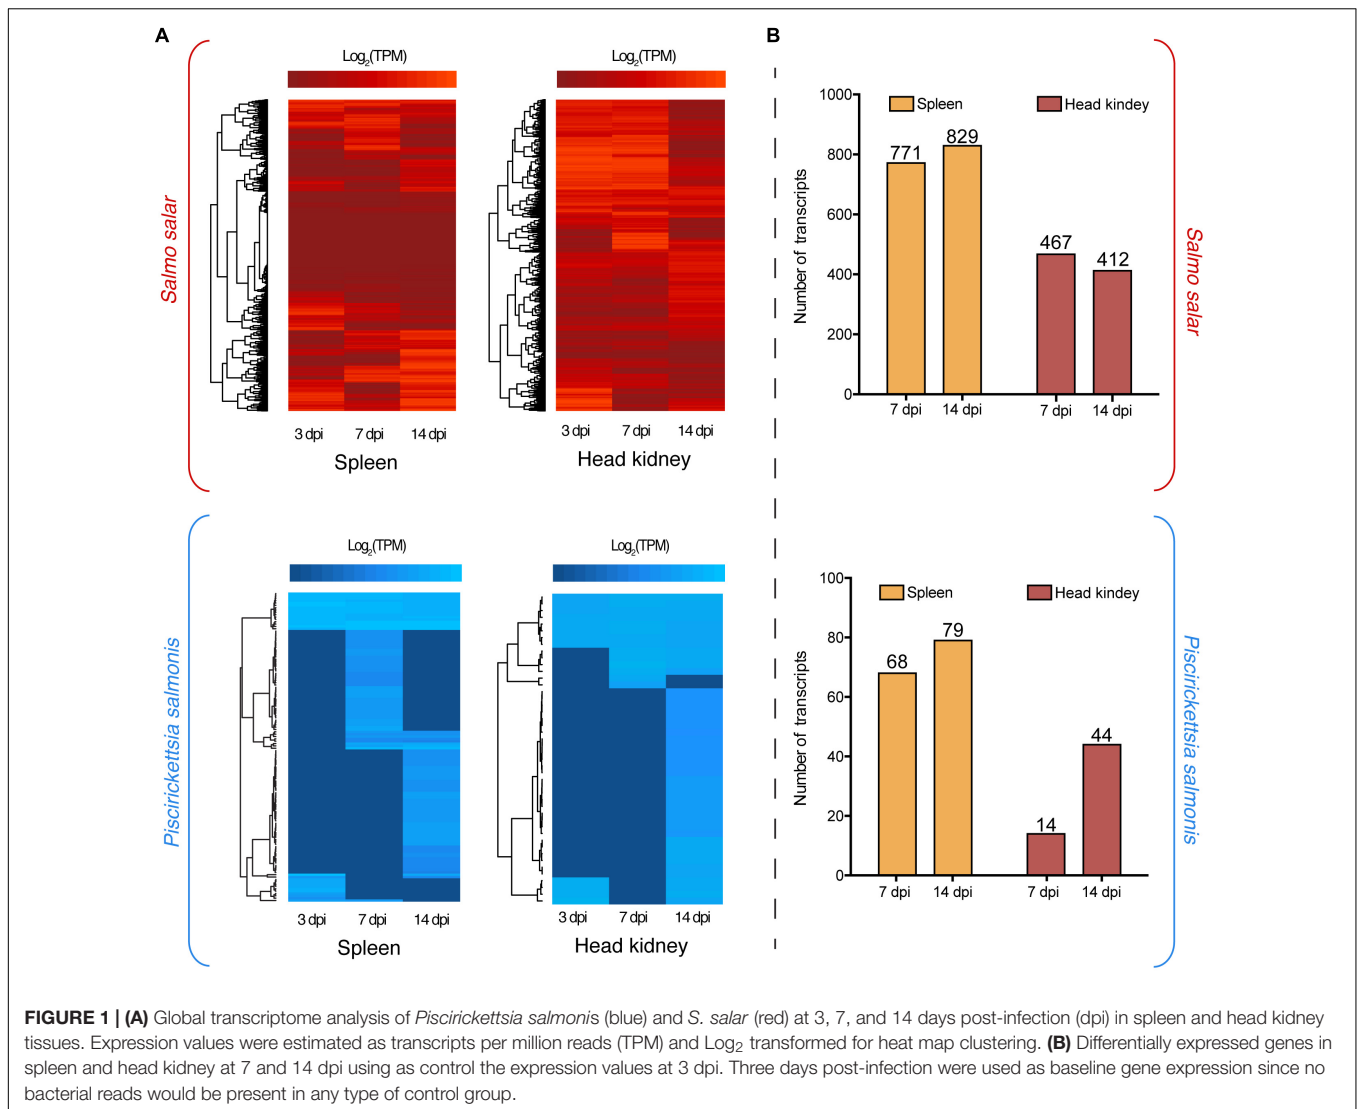 A
Log2(TPM)
Log2(TPM)
Salmo salar
3 dpi 7 dpi 14 dpi
Spleen
3 dpi 7 dpi 14 dpi
Head kidney
B
Spleen
Head kindey
Number of transcripts
1000
800
600
400
200
0
771
829
467
412
7 dpi 14 dpi 7 dpi 14 dpi
Salmo salar
Log2(TPM)
Log2(TPM)
Piscirickettsia salmonis
3 dpi 7 dpi 14 dpi
Spleen
3 dpi 7 dpi 14 dpi
Head kidney
Spleen
Head kindey
Number of transcripts
100
80
60
40
20
0
68
79
14
44
7 dpi 14 dpi 7 dpi 14 dpi
Piscirickettsia salmonis
FIGURE 1 | (A) Global transcriptome analysis of Piscirickettsia salmonis (blue) and S. salar (red) at 3, 7, and 14 days post-infection (dpi) in spleen and head kidney
tissues. Expression values were estimated as transcripts per million reads (TPM) and Log2 transformed for heat map clustering. (B) Differentially expressed genes in
spleen and head kidney at 7 and 14 dpi using as control the expression values at 3 dpi. Three days post-infection were used as baseline gene expression since no
bacterial reads would be present in any type of control group.